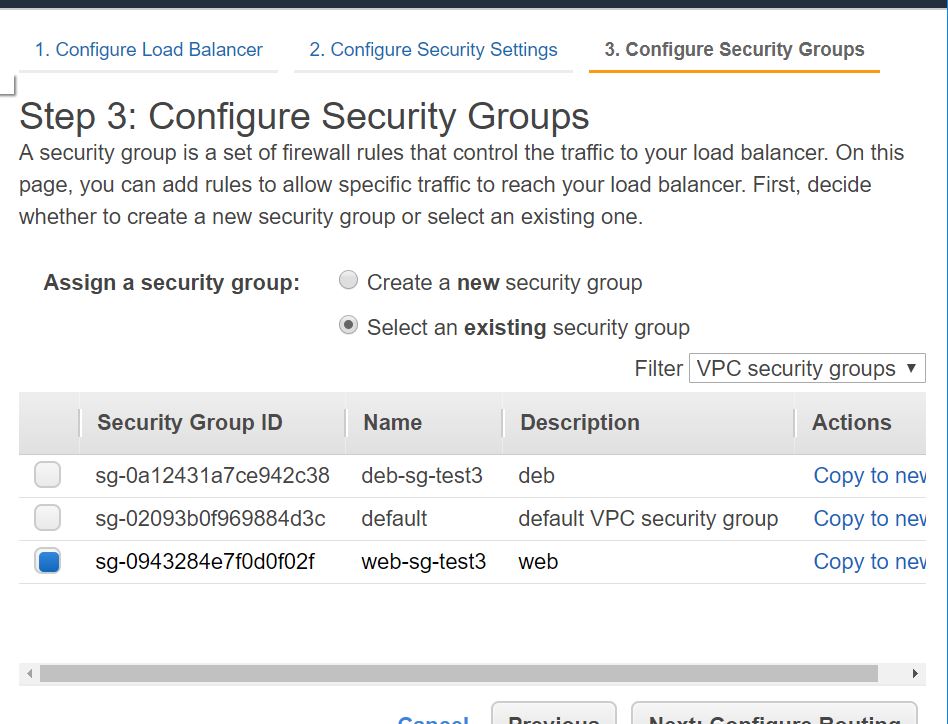 1. Configure Load Balancer 2. Configure Security Settings 3. Configure Security Groups
Step 3: Configure Security Groups
A security group is a set of firewall rules that control the traffic to your load balancer. On this
page, you can add rules to allow specific traffic to reach your load balancer. First, decide
whether to create a new security group or select an existing one.
Assign a security group: Create a new security group
Select an existing security group
Filter VPC security groups
Security Group ID Name Description Actions
sg-0a12431a7ce942c38 deb-sg-test3 deb Copy to new
sg-02093b0f969884d3c default default VPC security group Copy to new
sg-0943284e7f0d0f02f web-sg-test3 web Copy to new
Cancel Previous Next: Configure Routing